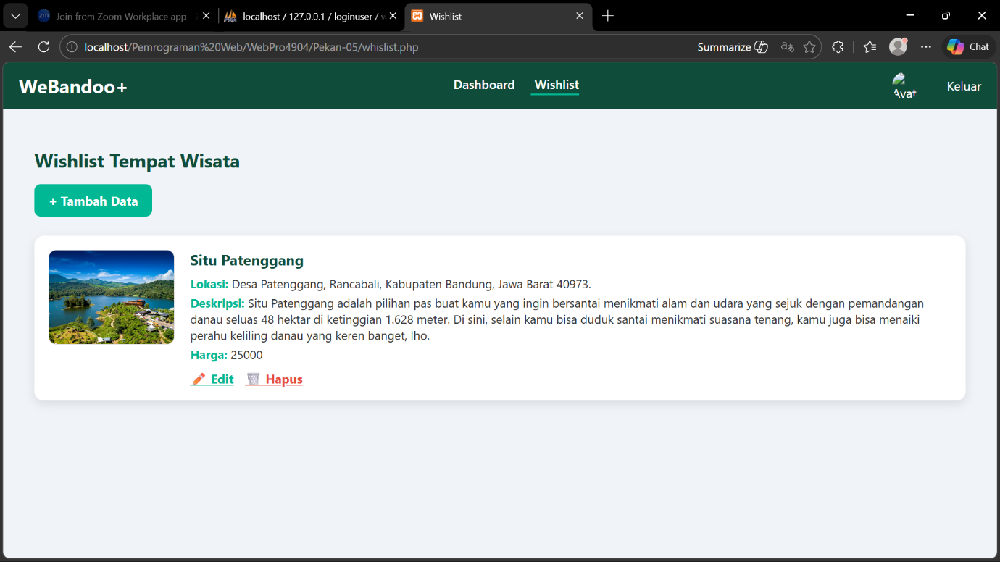 zm Join from Zoom Workplace app -
localhost / 127.0.0.1 / loginuser /
Wishlist
localhost/Pemrograman%20Web/WebPro4904/Pekan-05/whislist.php
Summarize
Chat
WeBandoo+
Dashboard
Wishlist
Avat
Keluar
Wishlist Tempat Wisata
+ Tambah Data
Situ Patenggang
Lokasi: Desa Patenggang, Rancabali, Kabupaten Bandung, Jawa Barat 40973.
Deskripsi: Situ Patenggang adalah pilihan pas buat kamu yang ingin bersantai menikmati alam dan udara yang sejuk dengan pemandangan
danau seluas 48 hektar di ketinggian 1.628 meter. Di sini, selain kamu bisa duduk santai menikmati suasana tenang, kamu juga bisa menaiki
perahu keliling danau yang keren banget, lho.
Harga: 25000
Edit
Hapus